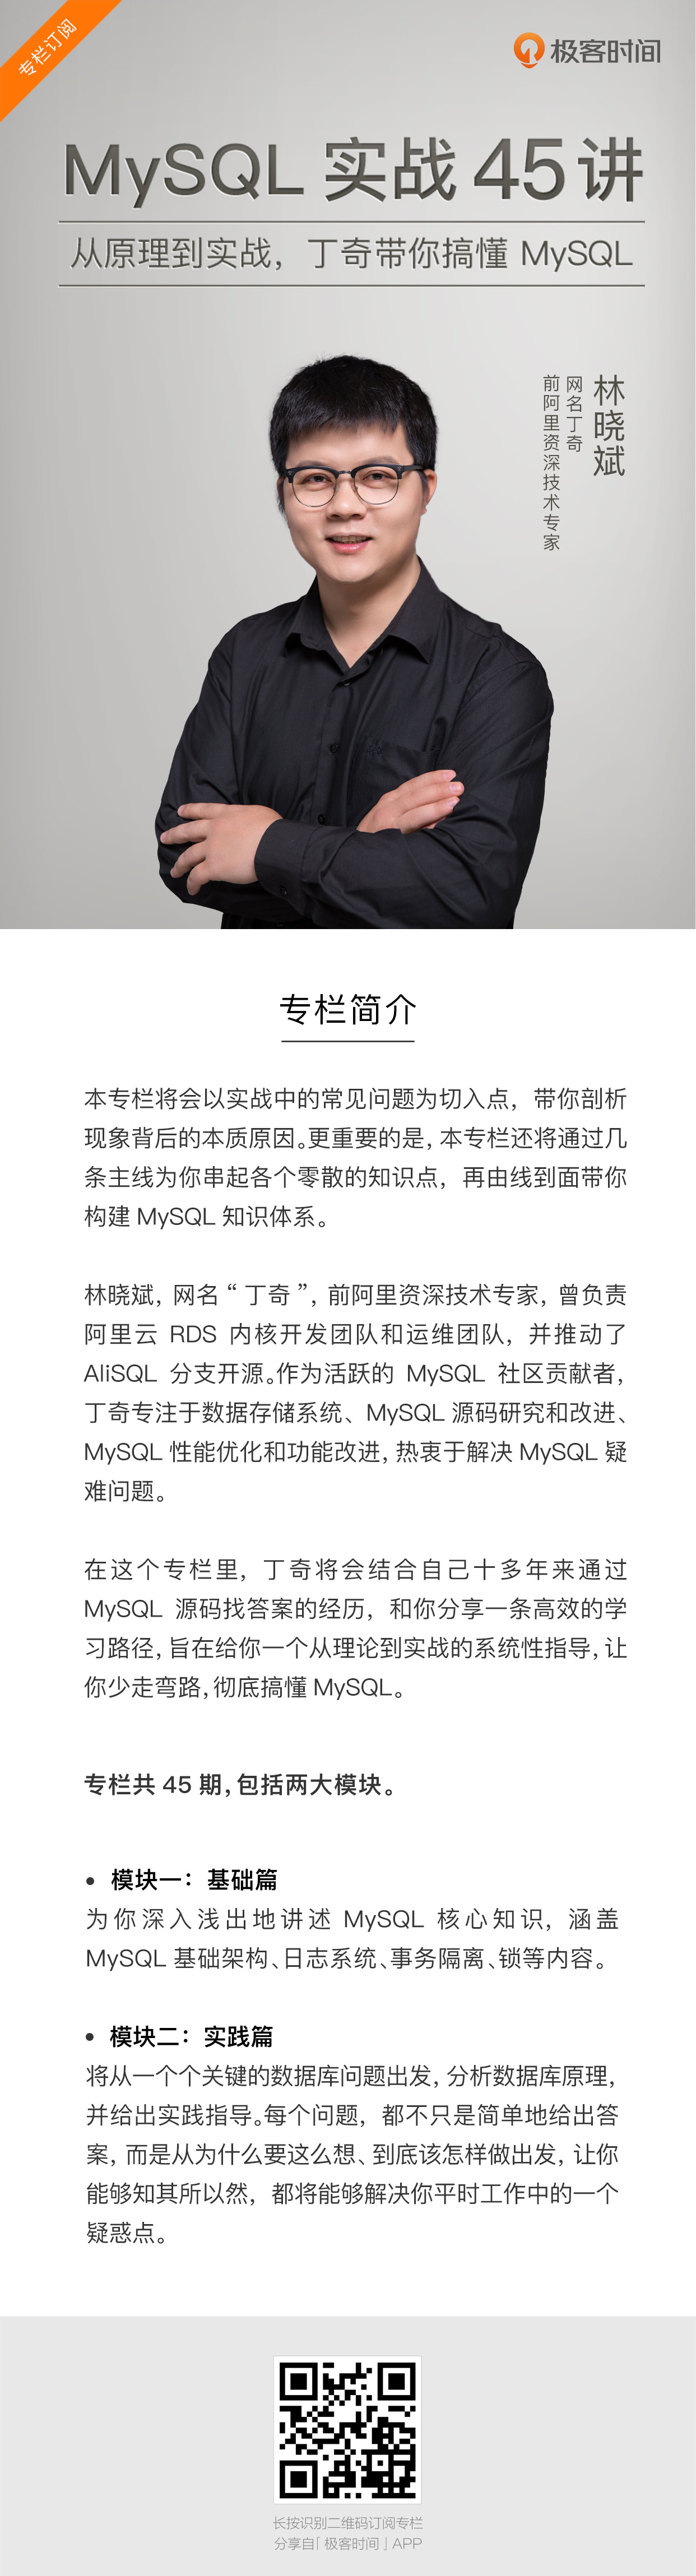 专栏订阅
极客时间
MySQL 实战 45 讲
从原理到实战，丁奇带你搞懂 MySQL
林晓斌
网名丁奇
前阿里资深技术专家
专栏简介
本专栏将会以实战中的常见问题为切入点，带你剖析
现象背后的本质原因。更重要的是，本专栏还将通过几
条主线为你串起各个零散的知识点，再由线到面带你
构建 MySQL 知识体系。
林晓斌，网名“丁奇”，前阿里资深技术专家，曾负责
阿里云 RDS 内核开发团队和运维团队，并推动了
AliSQL 分支开源。作为活跃的 MySQL 社区贡献者，
丁奇专注于数据存储系统、MySQL 源码研究和改进、
MySQL 性能优化和功能改进，热衷于解决 MySQL 疑
难问题。
在这个专栏里，丁奇将会结合自己十多年来通过
MySQL 源码找答案的经历，和你分享一条高效的学
习路径，旨在给你一个从理论到实战的系统性指导，让
你少走弯路，彻底搞懂 MySQL。
专栏共 45 期，包括两大模块。
• 模块一：基础篇
为你深入浅出地讲述 MySQL 核心知识，涵盖
MySQL 基础架构、日志系统、事务隔离、锁等内容。
• 模块二：实践篇
将从一个个关键的数据库问题出发，分析数据库原理，
并给出实践指导。每个问题，都不只是简单地给出答
案，而是从为什么要这么想、到底该怎样做出发，让你
能够知其所以然，都将能够解决你平时工作中的一个
疑惑点。
长按识别二维码订阅专栏
分享自「极客时间」APP